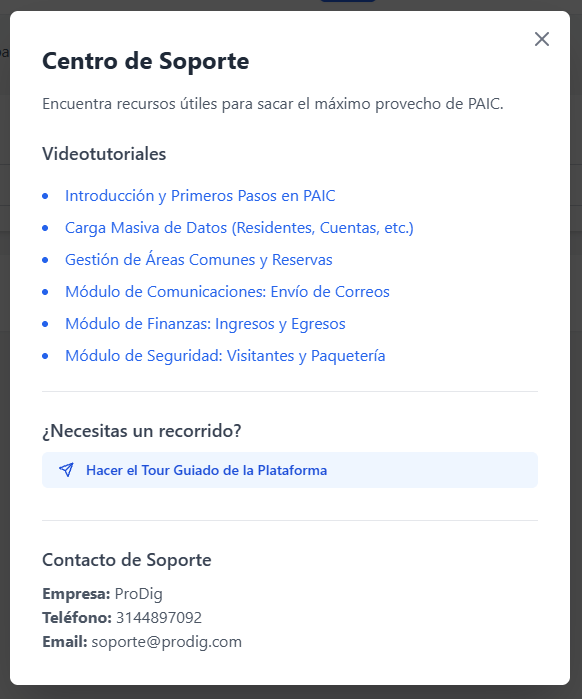 Centro de Soporte
Encuentra recursos útiles para sacar el máximo provecho de PAIC.
Videotutoriales
Introducción y Primeros Pasos en PAIC
Carga Masiva de Datos (Residentes, Cuentas, etc.)
Gestión de Áreas Comunes y Reservas
Módulo de Comunicaciones: Envío de Correos
Módulo de Finanzas: Ingresos y Egresos
Módulo de Seguridad: Visitantes y Paquetería
¿Necesitas un recorrido?
Hacer el Tour Guiado de la Plataforma
Contacto de Soporte
Empresa: ProDig
Teléfono: 3144897092
Email: soporte@prodig.com